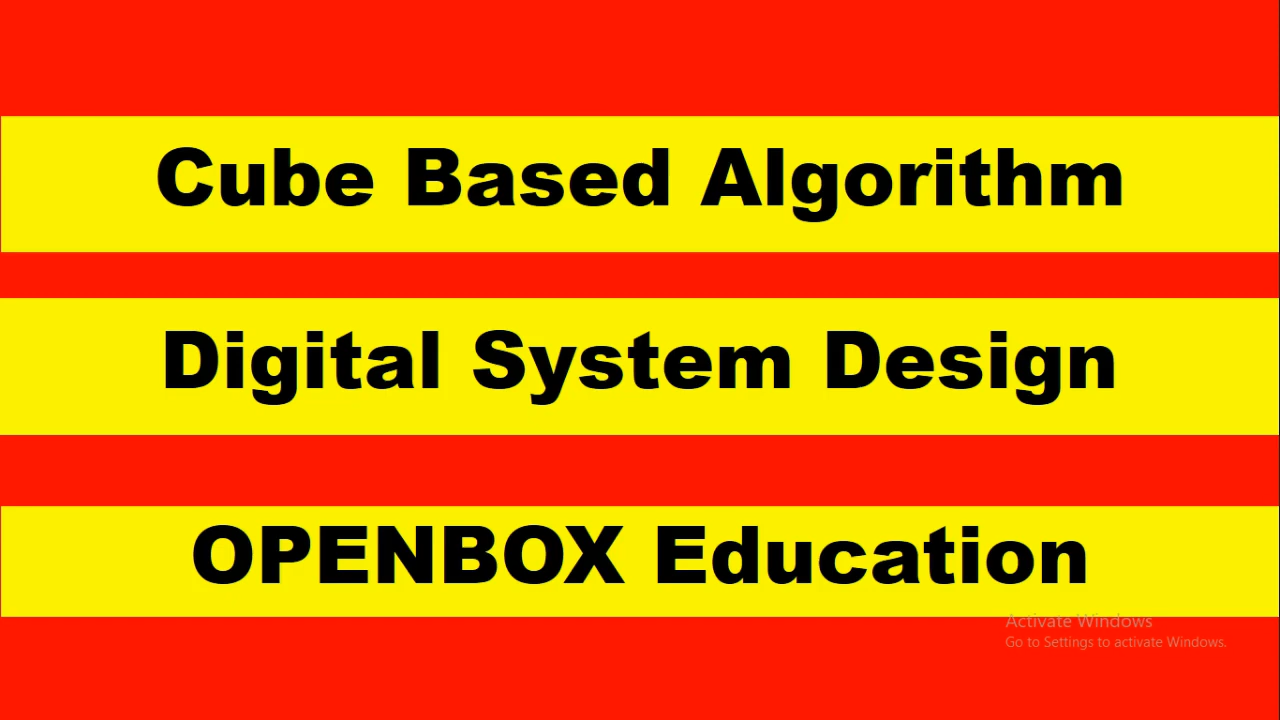 Cube Based Algorithm
Digital System Design
OPENBOX Education
Activate Windows
Go to Settings to activate Windows.